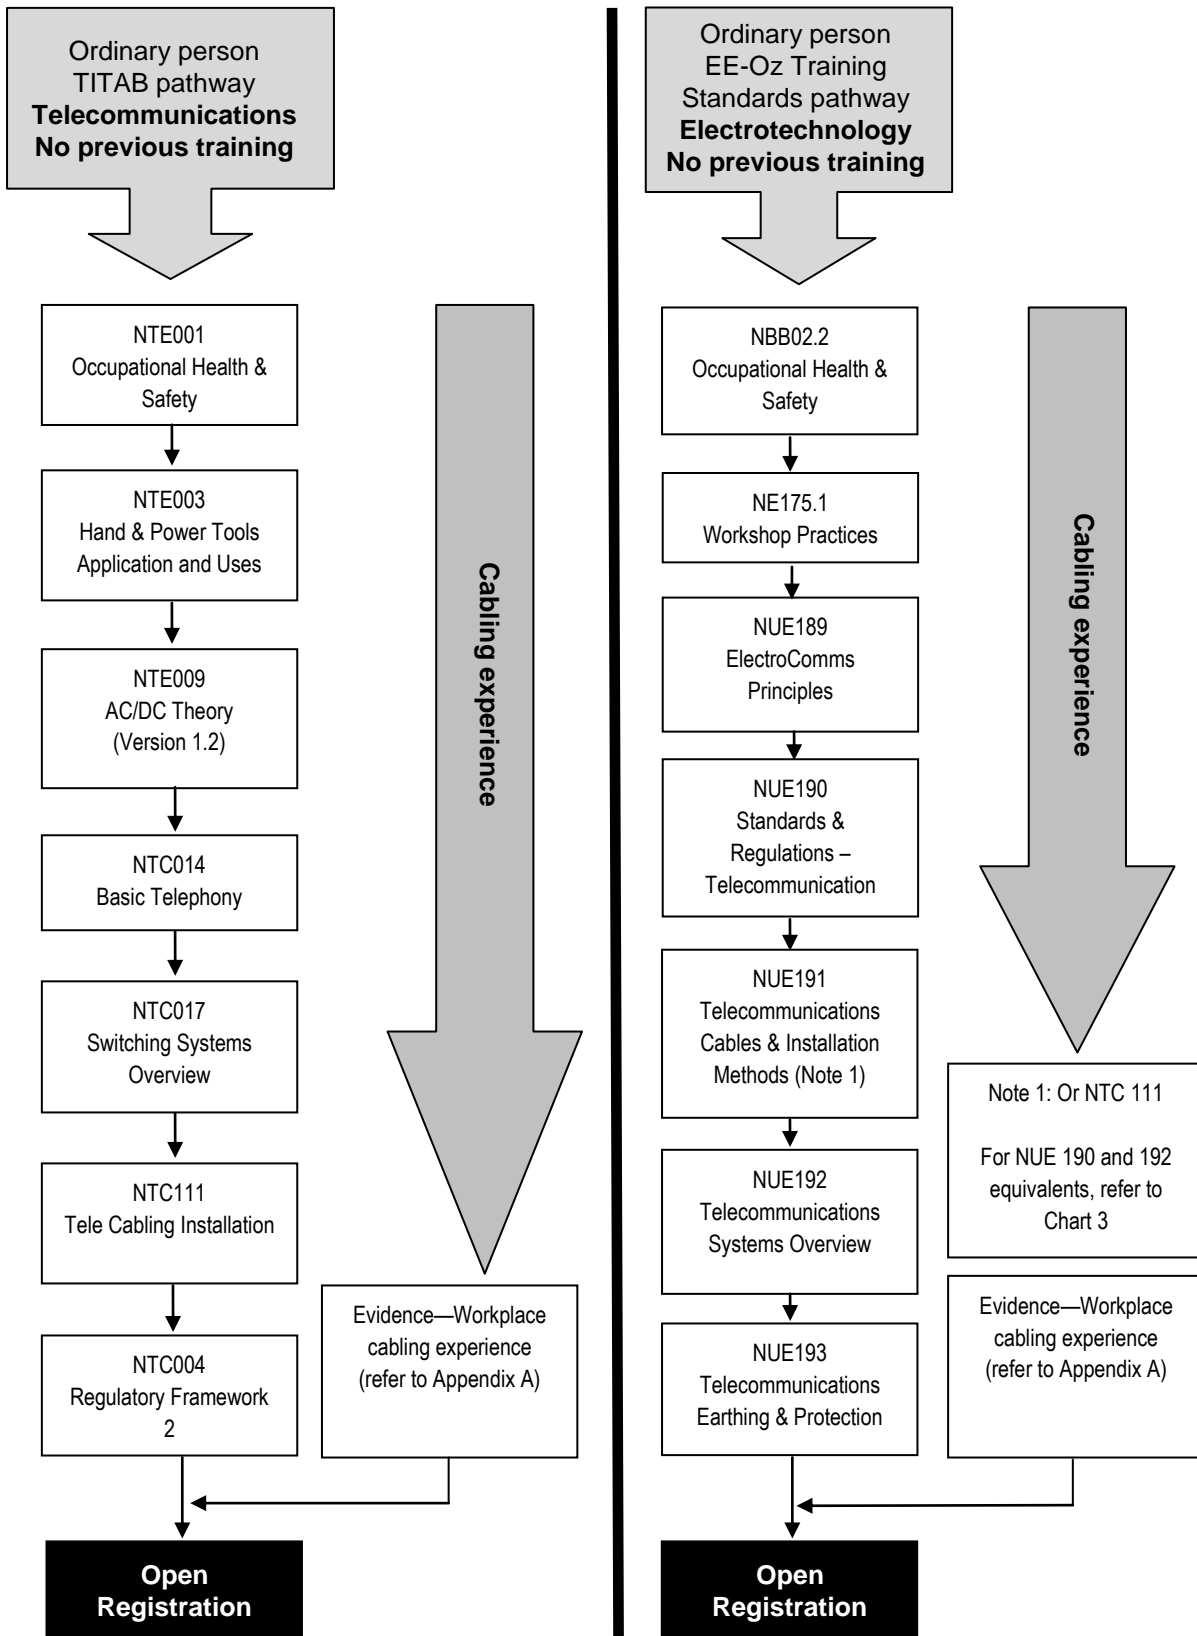 Ordinary person
TITAB pathway
Telecommunications
No previous training
NTE001
Occupational Health &
Safety
NTE003
Hand & Power Tools
Application and Uses
NTE009
AC/DC Theory
(Version 1.2)
NTC014
Basic Telephony
NTC017
Switching Systems
Overview
NTC111
Tele Cabling Installation
NTC004
Regulatory Framework
2
Cabling experience
Evidence—Workplace
cabling experience
(refer to Appendix A)
Open
Registration
Ordinary person
EE-Oz Training
Standards pathway
Electrotechnology
No previous training
NBB02.2
Occupational Health &
Safety
NE175.1
Workshop Practices
NUE189
ElectroComms
Principles
NUE190
Standards &
Regulations –
Telecommunication
NUE191
Telecommunications
Cables & Installation
Methods (Note 1)
NUE192
Telecommunications
Systems Overview
NUE193
Telecommunications
Earthing & Protection
Cabling experience
Note 1: Or NTC 111
For NUE 190 and 192
equivalents, refer to
Chart 3
Evidence—Workplace
cabling experience
(refer to Appendix A)
Open
Registration